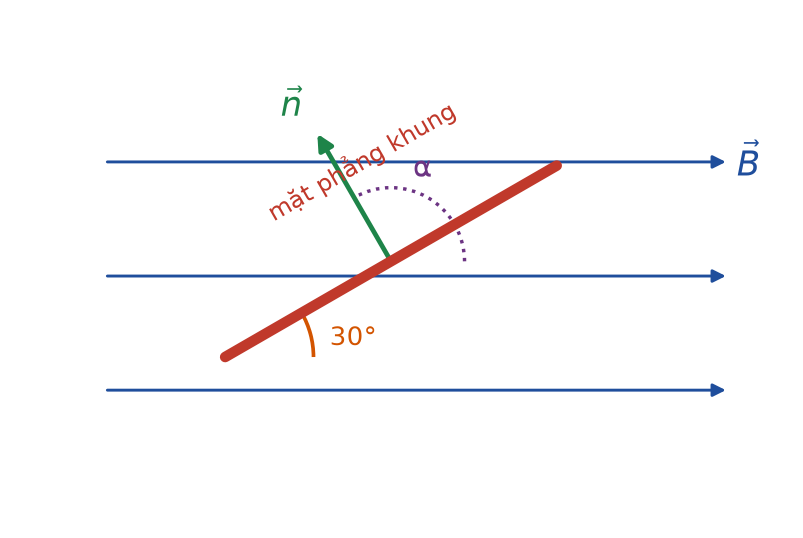 n⃗
mặt phẳng khung
α
B⃗
30°